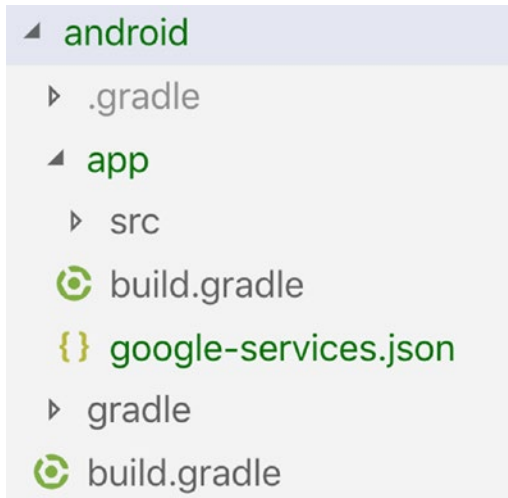 android
.gradle
app
src
build.gradle
google-services.json
gradle
build.gradle